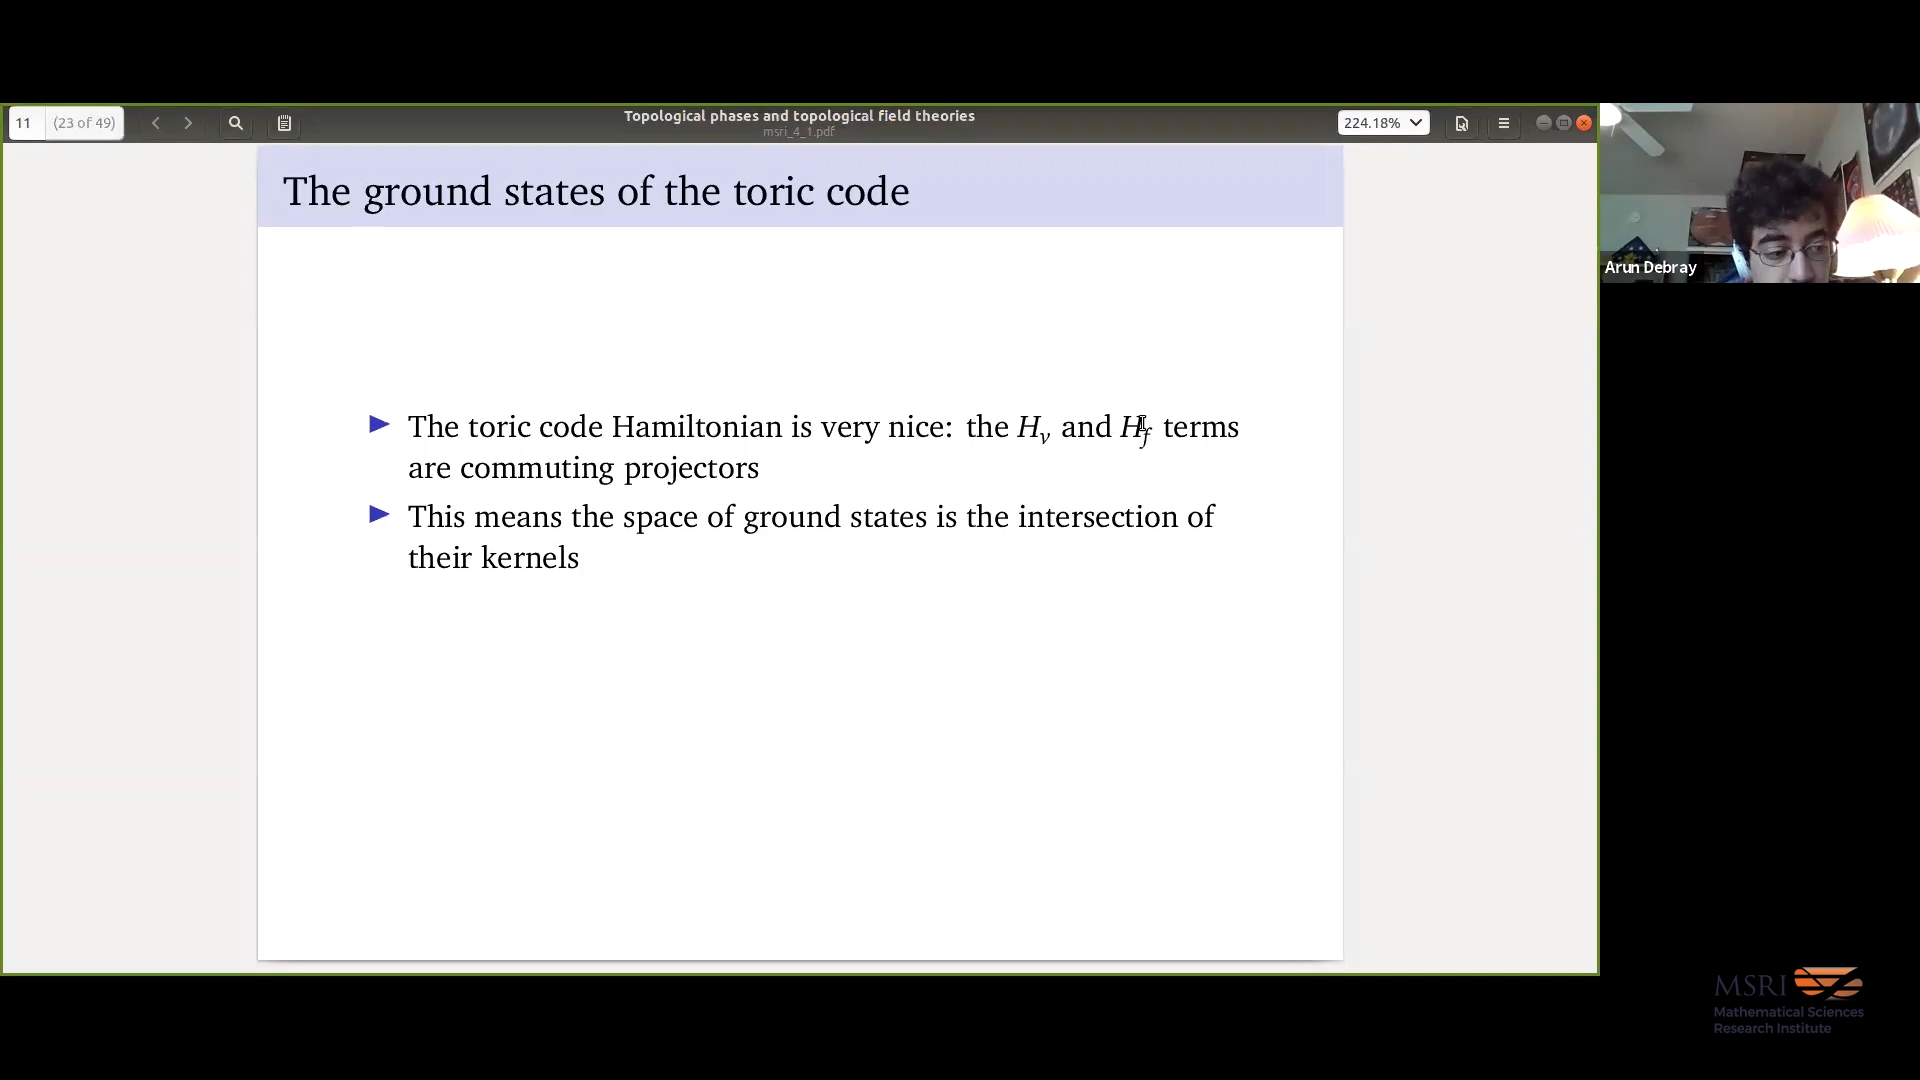 11 (23 of 49)
Topological phases and topological field theories
msri_4_1.pdf
224.18%
The ground states of the toric code
Arun Debray
▶ The toric code Hamiltonian is very nice: the H_v and H_f terms
are commuting projectors
▶ This means the space of ground states is the intersection of
their kernels
MSRI
Mathematical Sciences
Research Institute